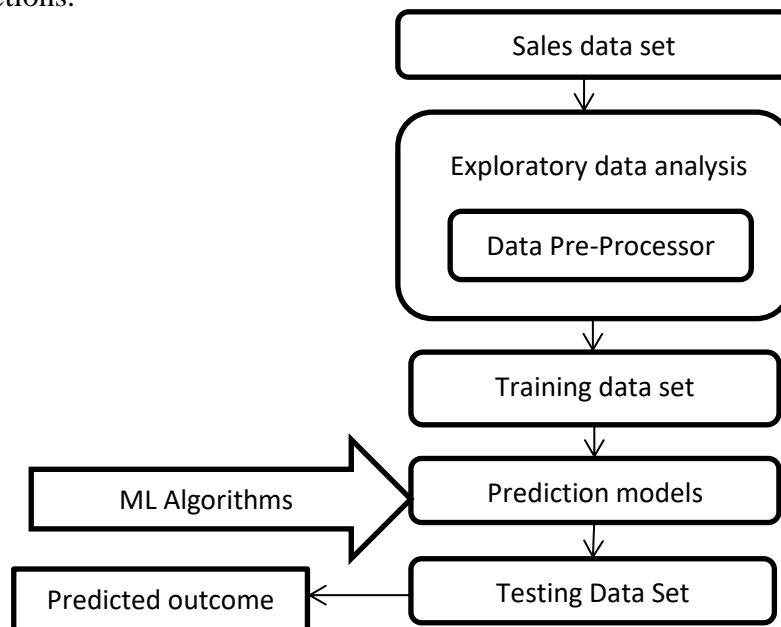 Sales data set
Exploratory data analysis
Data Pre-Processor
Training data set
ML Algorithms
Prediction models
Testing Data Set
Predicted outcome